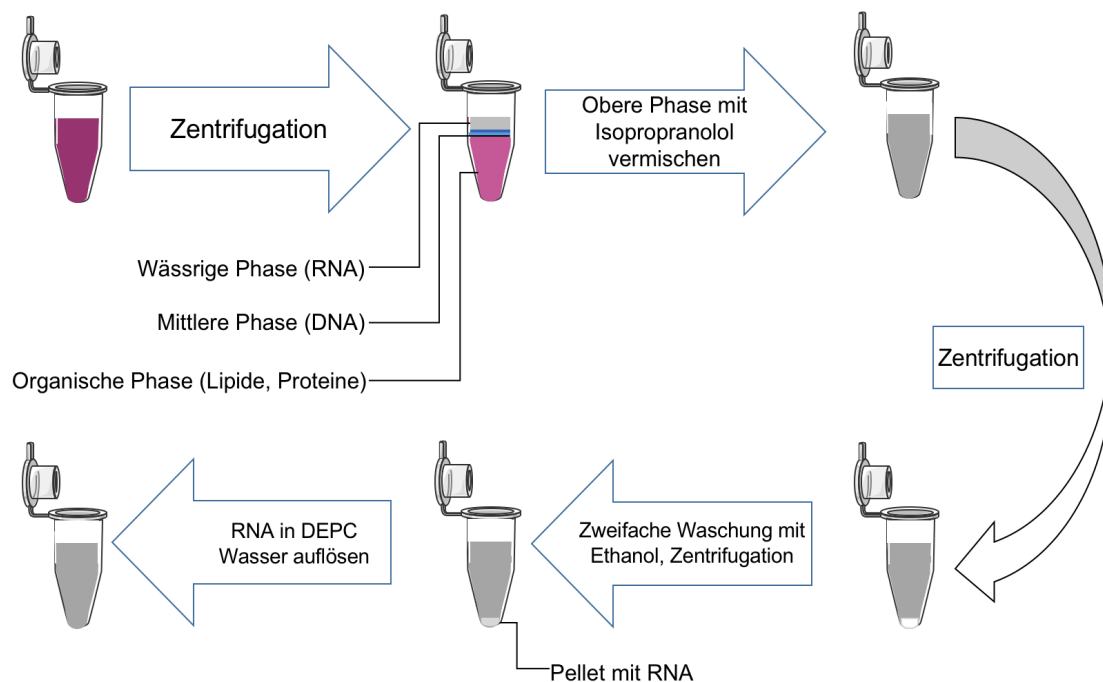 Zentrifugation
Obere Phase mit
Isopropranolol
vermischen
Wässrige Phase (RNA)
Mittlere Phase (DNA)
Organische Phase (Lipide, Proteine)
Zentrifugation
Zweifache Waschung mit
Ethanol, Zentrifugation
RNA in DEPC
Wasser auflösen
Pellet mit RNA